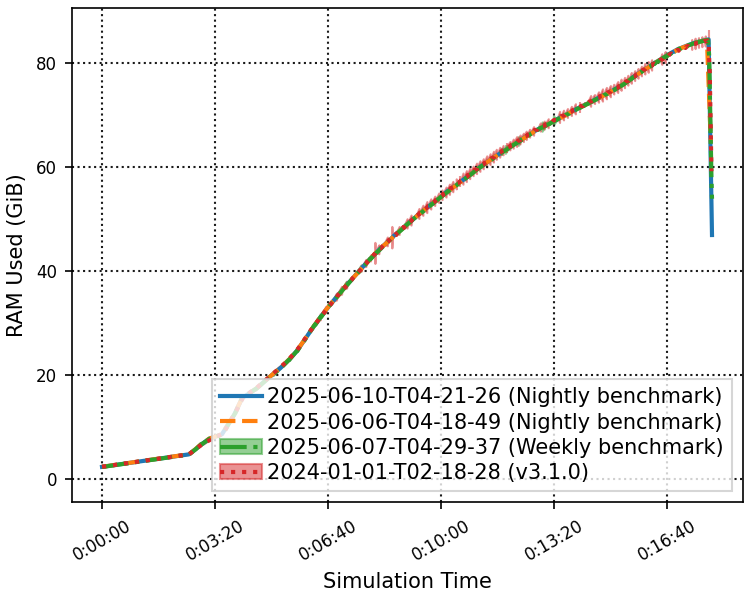 80
60
40
20
0
RAM Used (GiB)
2025-06-10-T04-21-26 (Nightly benchmark)
2025-06-06-T04-18-49 (Nightly benchmark)
2025-06-07-T04-29-37 (Weekly benchmark)
2024-01-01-T02-18-28 (v3.1.0)
0:00:00
0:03:20
0:06:40
0:10:00
0:13:20
0:16:40
Simulation Time